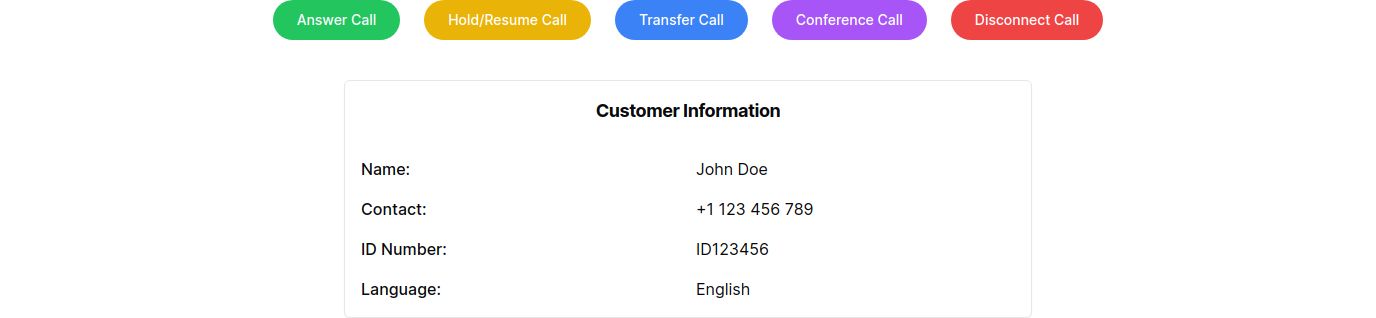 Answer Call Hold/Resume Call Transfer Call Conference Call Disconnect Call
Customer Information
Name: John Doe
Contact: +1 123 456 789
ID Number: ID123456
Language: English